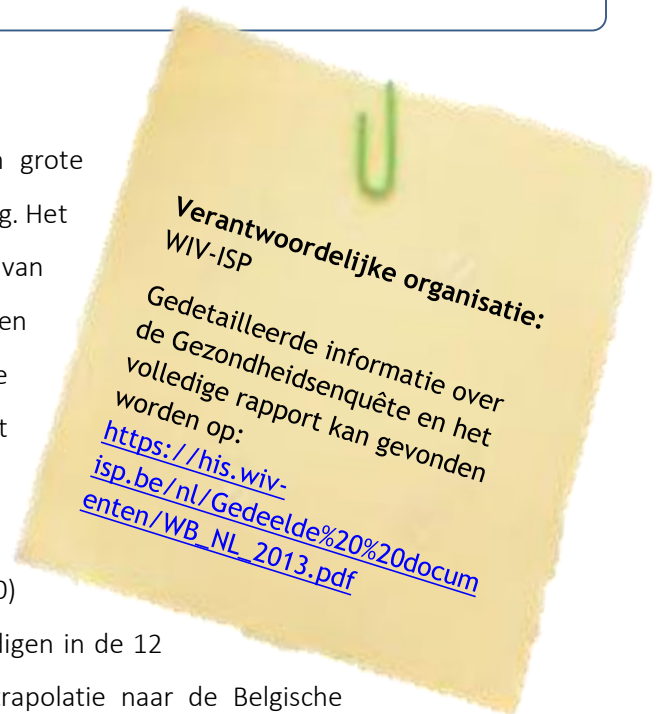 grote
g. Het
van
en
e
t
Verantwoordelijke organisatie:
WIV-ISP
Gedetailleerde informatie over
de Gezondheidsenquête en het
volledige rapport kan gevonden
worden op:
https://his.wiv-
isp.be/nl/Gedeelde%20%20docum
enten/WB_NL_2013.pdf
0)
ligen in de 12
trapolatie naar de Belgische